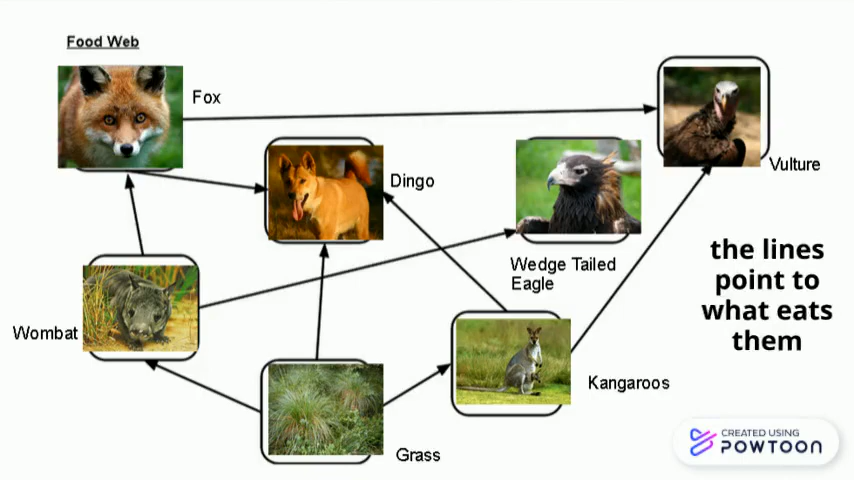 Food Web
Fox
Vulture
Dingo
Wedge Tailed
Eagle
the lines
point to
what eats
them
Wombat
Kangaroos
Grass
CREATED USING
POWTOON